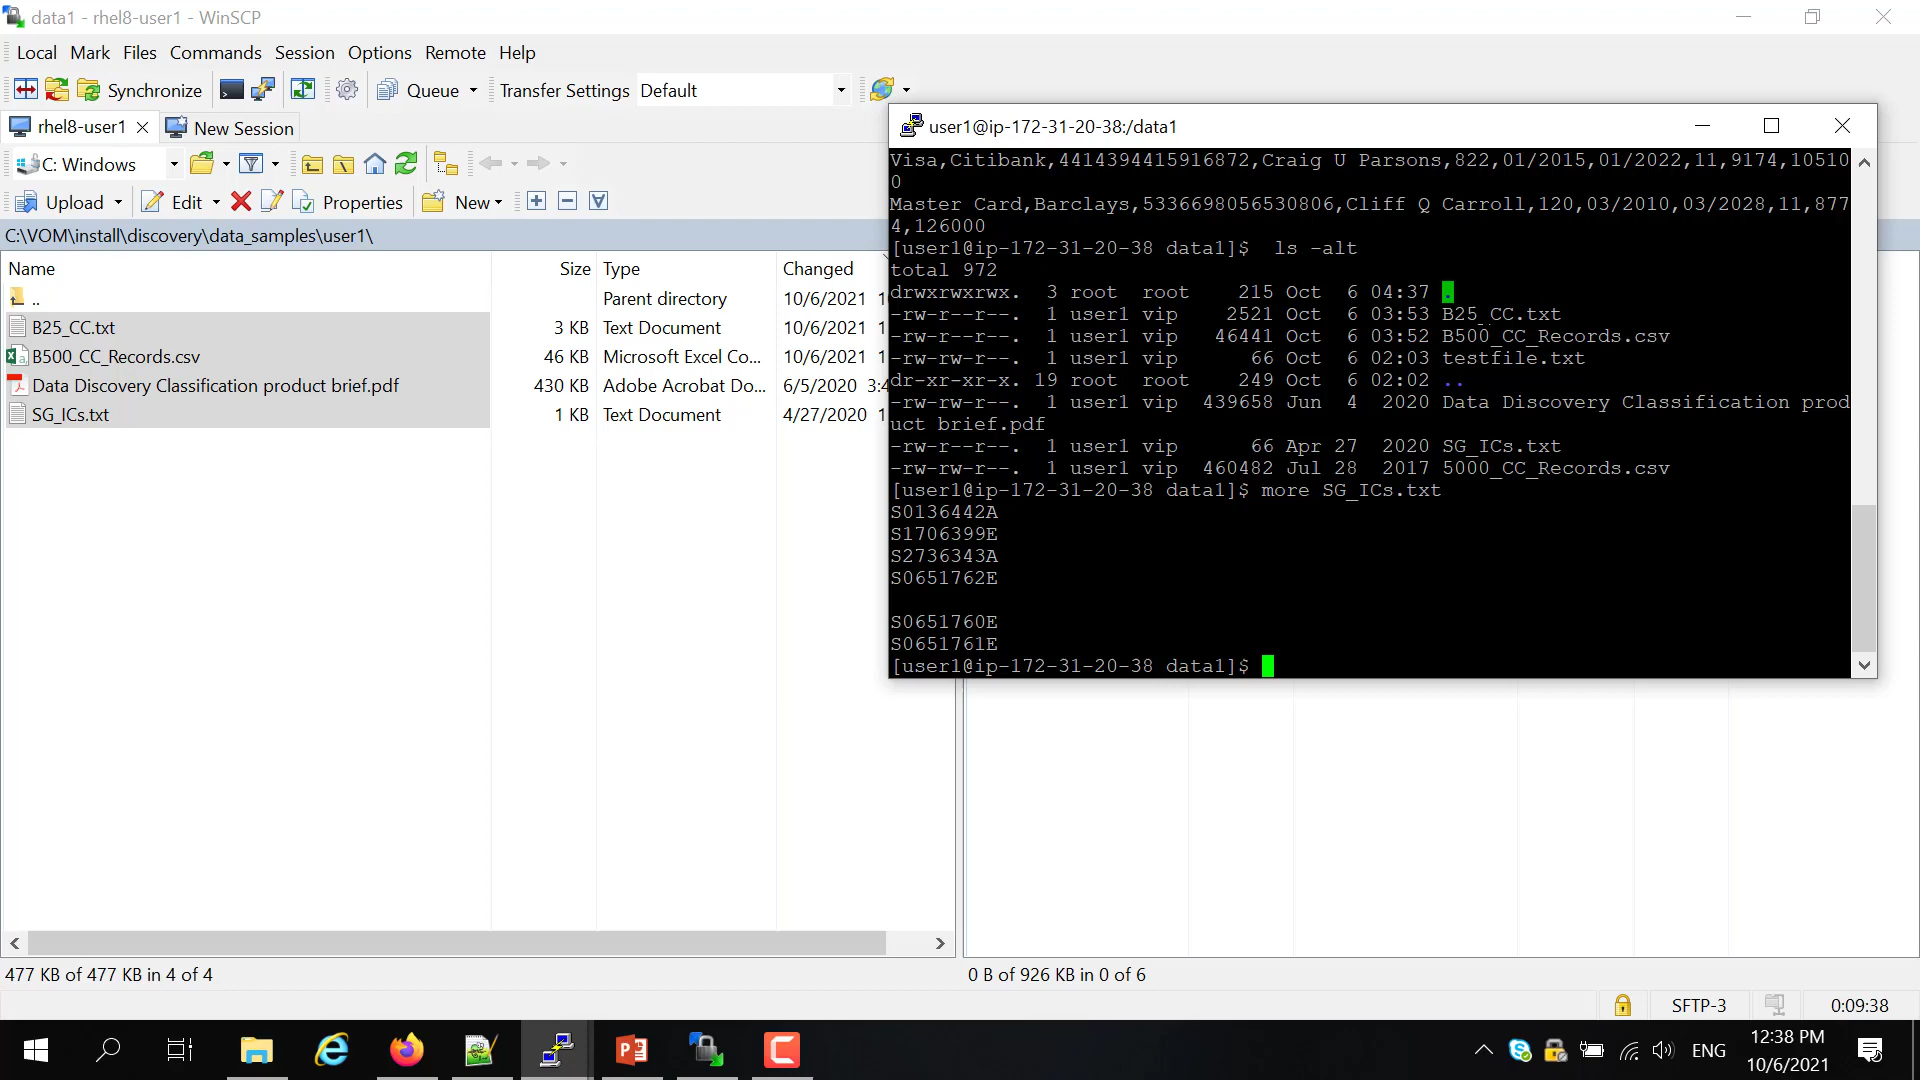 data1 - rhel8-user1 - WinSCP
Local Mark Files Commands Session Options Remote Help
Synchronize Queue Transfer Settings Default
rhel8-user1 New Session
C: Windows
Upload Edit Properties New
C:\VOM\install\discovery\data_samples\user1\
Name Size Type Changed
.. Parent directory 10/6/2021 1
B25_CC.txt 3 KB Text Document 10/6/2021 1
B500_CC_Records.csv 46 KB Microsoft Excel Co... 10/6/2021 1
Data Discovery Classification product brief.pdf 430 KB Adobe Acrobat Do... 6/5/2020 3:4
SG_ICs.txt 1 KB Text Document 4/27/2020 1
477 KB of 477 KB in 4 of 4
user1@ip-172-31-20-38:/data1
Visa,Citibank,4414394415916872,Craig U Parsons,822,01/2015,01/2022,11,9174,10510
0
Master Card,Barclays,5336698056530806,Cliff Q Carroll,120,03/2010,03/2028,11,877
4,126000
[user1@ip-172-31-20-38 data1]$ ls -alt
total 972
drwxrwxrwx. 3 root root 215 Oct 6 04:37 .
-rw-r--r--. 1 user1 vip 2521 Oct 6 03:53 B25_CC.txt
-rw-r--r--. 1 user1 vip 46441 Oct 6 03:52 B500_CC_Records.csv
-rw-rw-r--. 1 user1 vip 66 Oct 6 02:03 testfile.txt
dr-xr-xr-x. 19 root root 249 Oct 6 02:02 ..
-rw-rw-r--. 1 user1 vip 439658 Jun 4 2020 Data Discovery Classification prod
uct brief.pdf
-rw-r--r--. 1 user1 vip 66 Apr 27 2020 SG_ICs.txt
-rw-rw-r--. 1 user1 vip 460482 Jul 28 2017 5000_CC_Records.csv
[user1@ip-172-31-20-38 data1]$ more SG_ICs.txt
S0136442A
S1706399E
S2736343A
S0651762E
S0651760E
S0651761E
[user1@ip-172-31-20-38 data1]$
0 B of 926 KB in 0 of 6
SFTP-3 0:09:38
ENG
12:38 PM
10/6/2021